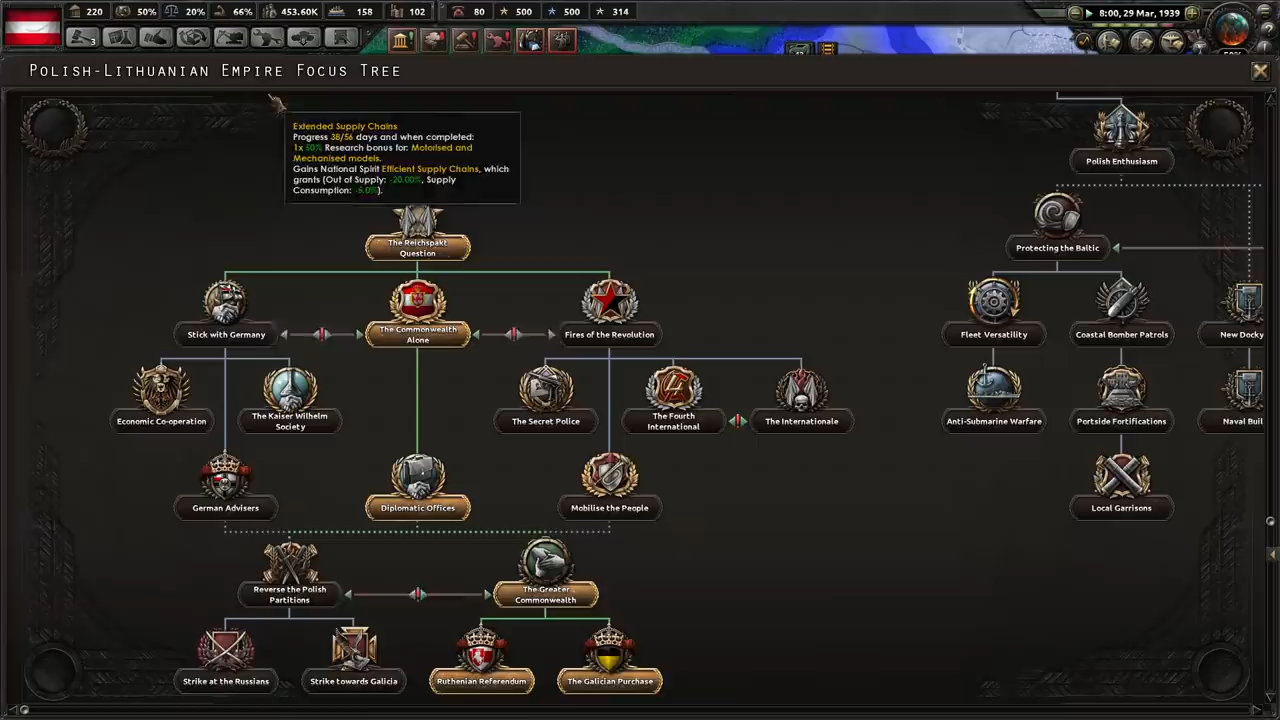 220 50% 20% 66% 453.60K 158 102 80 500 500 314 8:00, 29 Mar, 1939
3
50%
Polish-Lithuanian Empire Focus Tree
Extended Supply Chains
Progress 38/56 days and when completed:
1x 50% Research bonus for: Motorised and
Mechanised models.
Gains National Spirit Efficient Supply Chains, which
grants (Out of Supply: -20.00%, Supply
Consumption: -6.0%).
Polish Enthusiasm
The Reichspakt
Question
Protecting the Baltic
Stick with Germany
The Commonwealth
Alone
Fires of the Revolution
Fleet Versatility
Coastal Bomber Patrols
New Docky
Economic Co-operation
The Kaiser Wilhelm
Society
The Secret Police
The Fourth
International
The Internationale
Anti-Submarine Warfare
Portside Fortifications
Naval Buil
German Advisers
Diplomatic Offices
Mobilise the People
Local Garrisons
Reverse the Polish
Partitions
The Greater
Commonwealth
Strike at the Russians
Strike towards Galicia
Ruthenian Referendum
The Galician Purchase